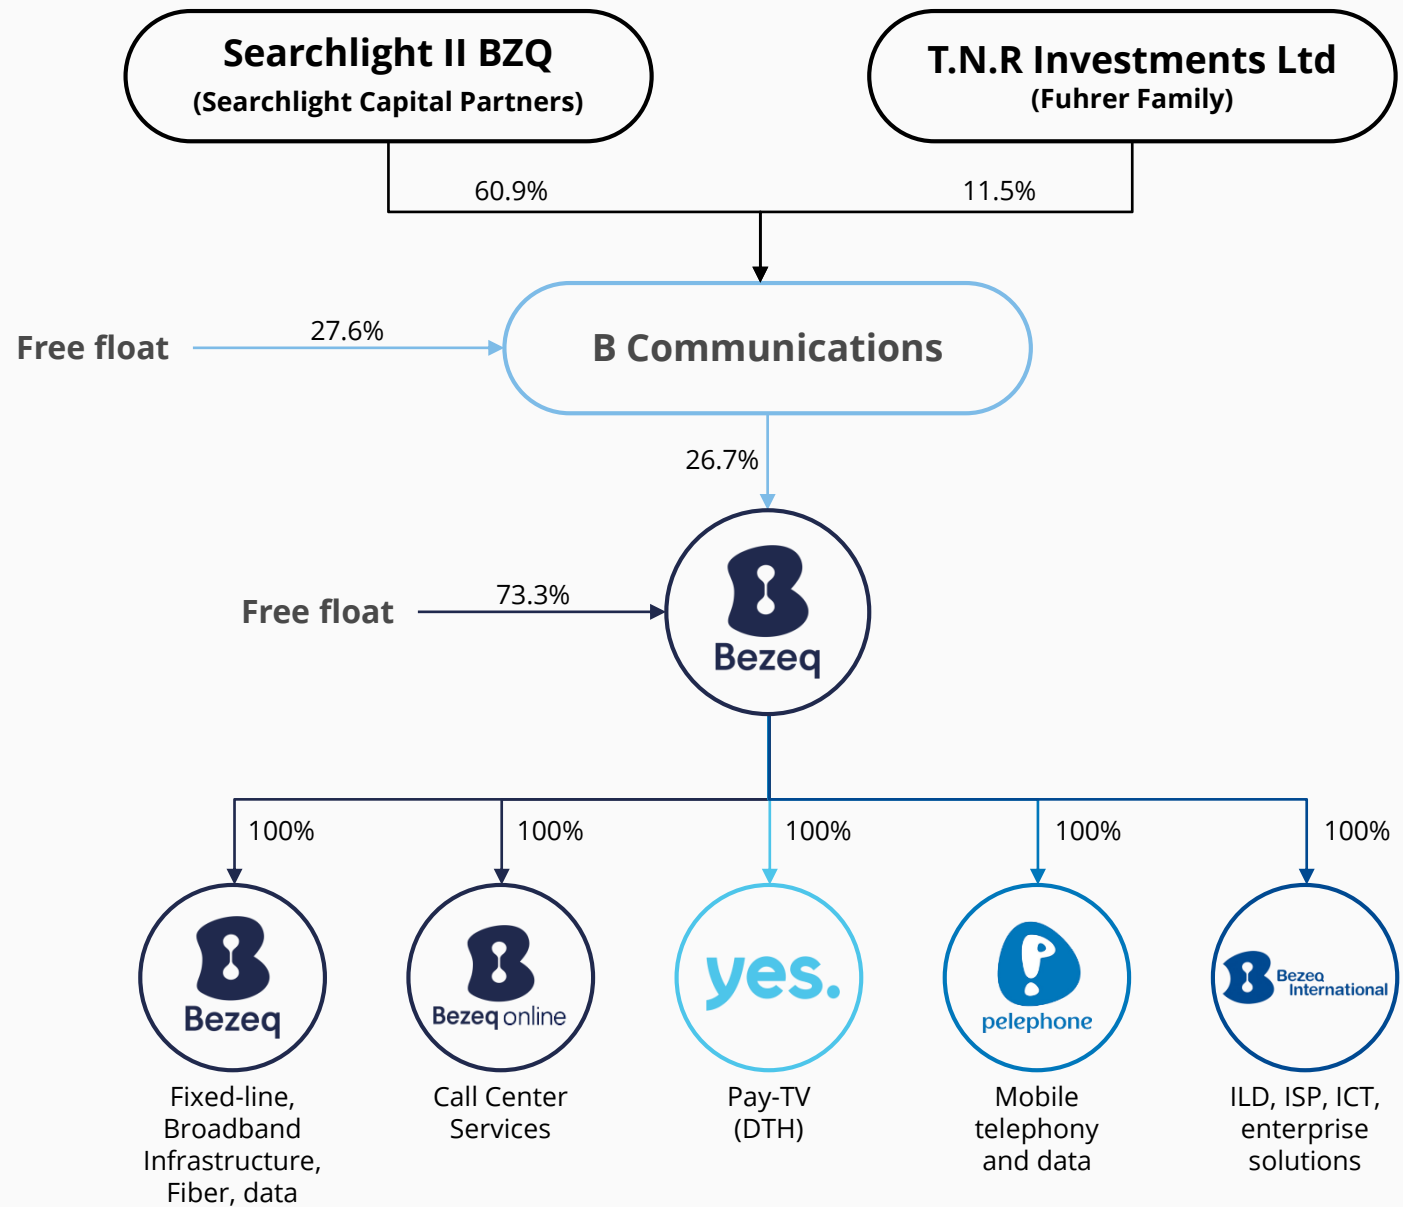 Searchlight II BZQ
(Searchlight Capital Partners)
T.N.R Investments Ltd
(Fuhrer Family)
60.9%
11.5%
Free float
27.6%
B Communications
26.7%
Free float
73.3%
Bezeq
100%
100%
100%
100%
100%
Bezeq
Bezeq online
yes.
pelephone
Bezeq
International
Fixed-line,
Broadband
Infrastructure,
Fiber, data
Call Center
Services
Pay-TV
(DTH)
Mobile
telephony
and data
ILD, ISP, ICT,
enterprise
solutions